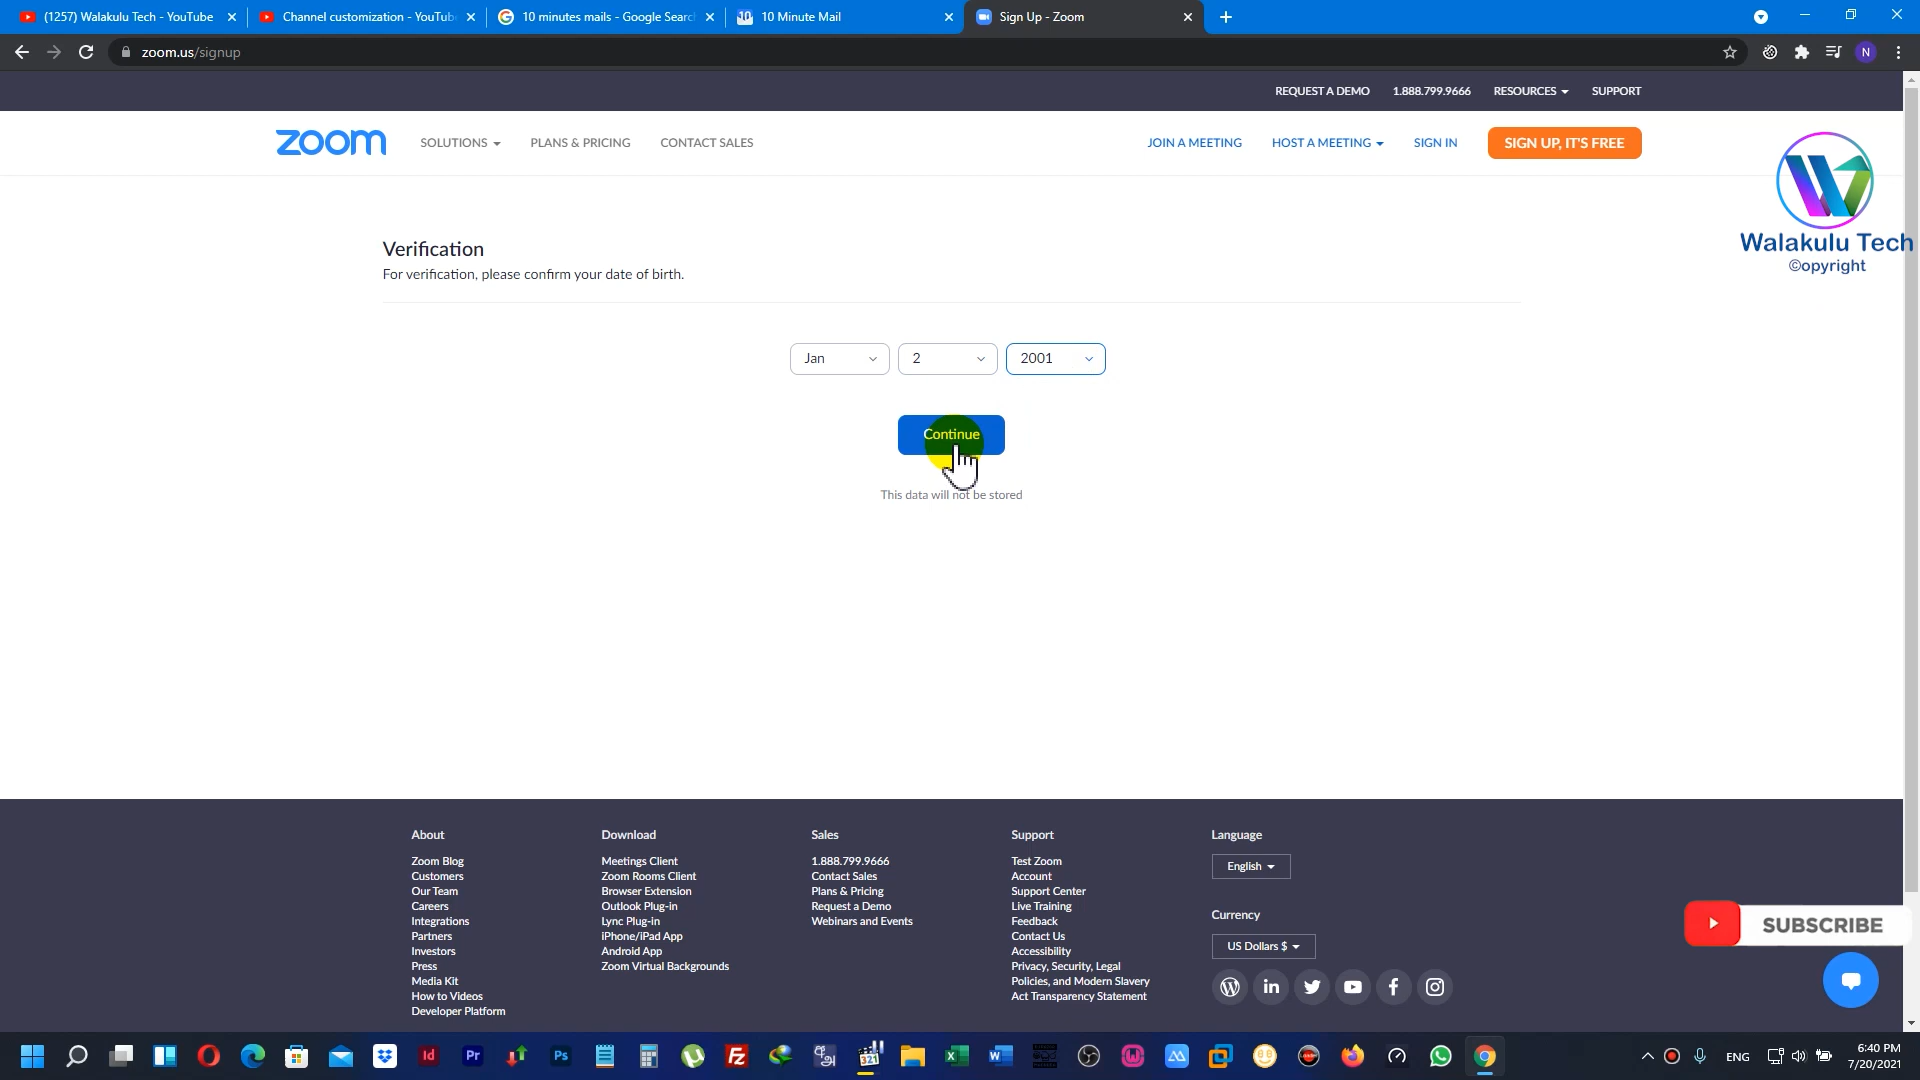 (1257) Walakulu Tech - YouTube
Channel customization - YouTube
10 minutes mails - Google Searc
10 Minute Mail
Sign Up - Zoom
zoom.us/signup
N
REQUEST A DEMO 1.888.799.9666 RESOURCES SUPPORT
zoom SOLUTIONS PLANS & PRICING CONTACT SALES JOIN A MEETING HOST A MEETING SIGN IN SIGN UP, IT'S FREE
Walakulu Tech
©opyright
Verification
For verification, please confirm your date of birth.
Jan 2 2001
Continue
This data will not be stored
About
Zoom Blog
Customers
Our Team
Careers
Integrations
Partners
Investors
Press
Media Kit
How to Videos
Developer Platform
Download
Meetings Client
Zoom Rooms Client
Browser Extension
Outlook Plug-in
Lync Plug-in
iPhone/iPad App
Android App
Zoom Virtual Backgrounds
Sales
1.888.799.9666
Contact Sales
Plans & Pricing
Request a Demo
Webinars and Events
Support
Test Zoom
Account
Support Center
Live Training
Feedback
Contact Us
Accessibility
Privacy, Security, Legal
Policies, and Modern Slavery
Act Transparency Statement
Language
English
Currency
US Dollars $
SUBSCRIBE
Id Pr Ps 321
ENG
6:40 PM
7/20/2021